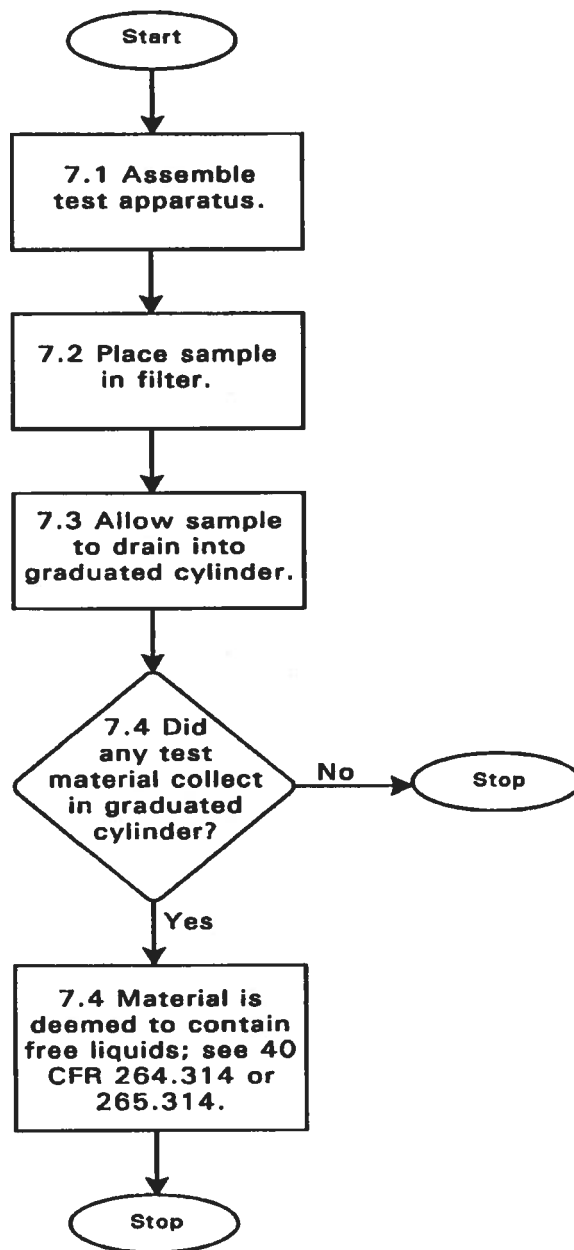 Start
7.1 Assemble
test apparatus.
7.2 Place sample
in filter.
7.3 Allow sample
to drain into
graduated cylinder.
7.4 Did
any test
material collect
in graduated
cylinder?
No
Stop
Yes
7.4 Material is
deemed to contain
free liquids; see 40
CFR 264.314 or
265.314.
Stop